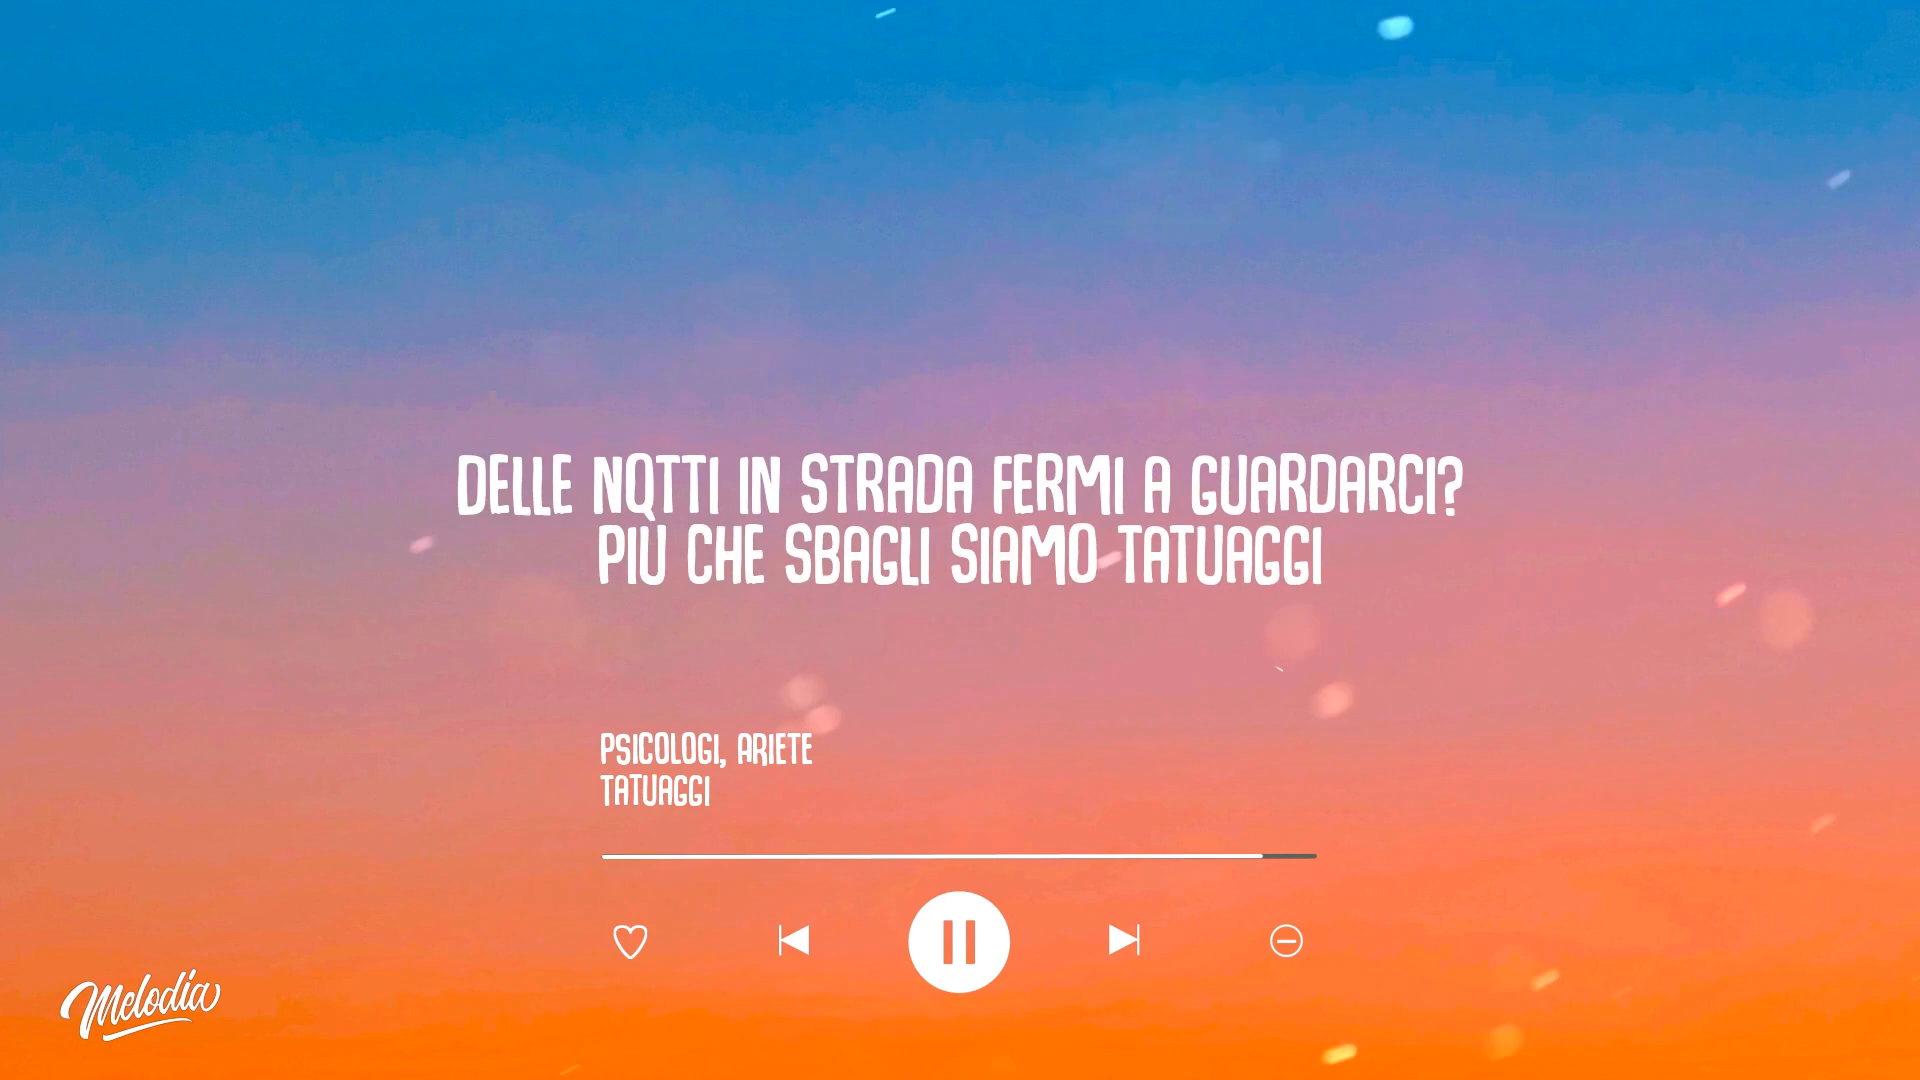 DELLE NOTTI IN STRADA FERMI A GUARDARCI?
PIÙ CHE SBAGLI SIAMO TATUAGGI
PSICOLOGI, ARIETE
TATUAGGI
Melodia